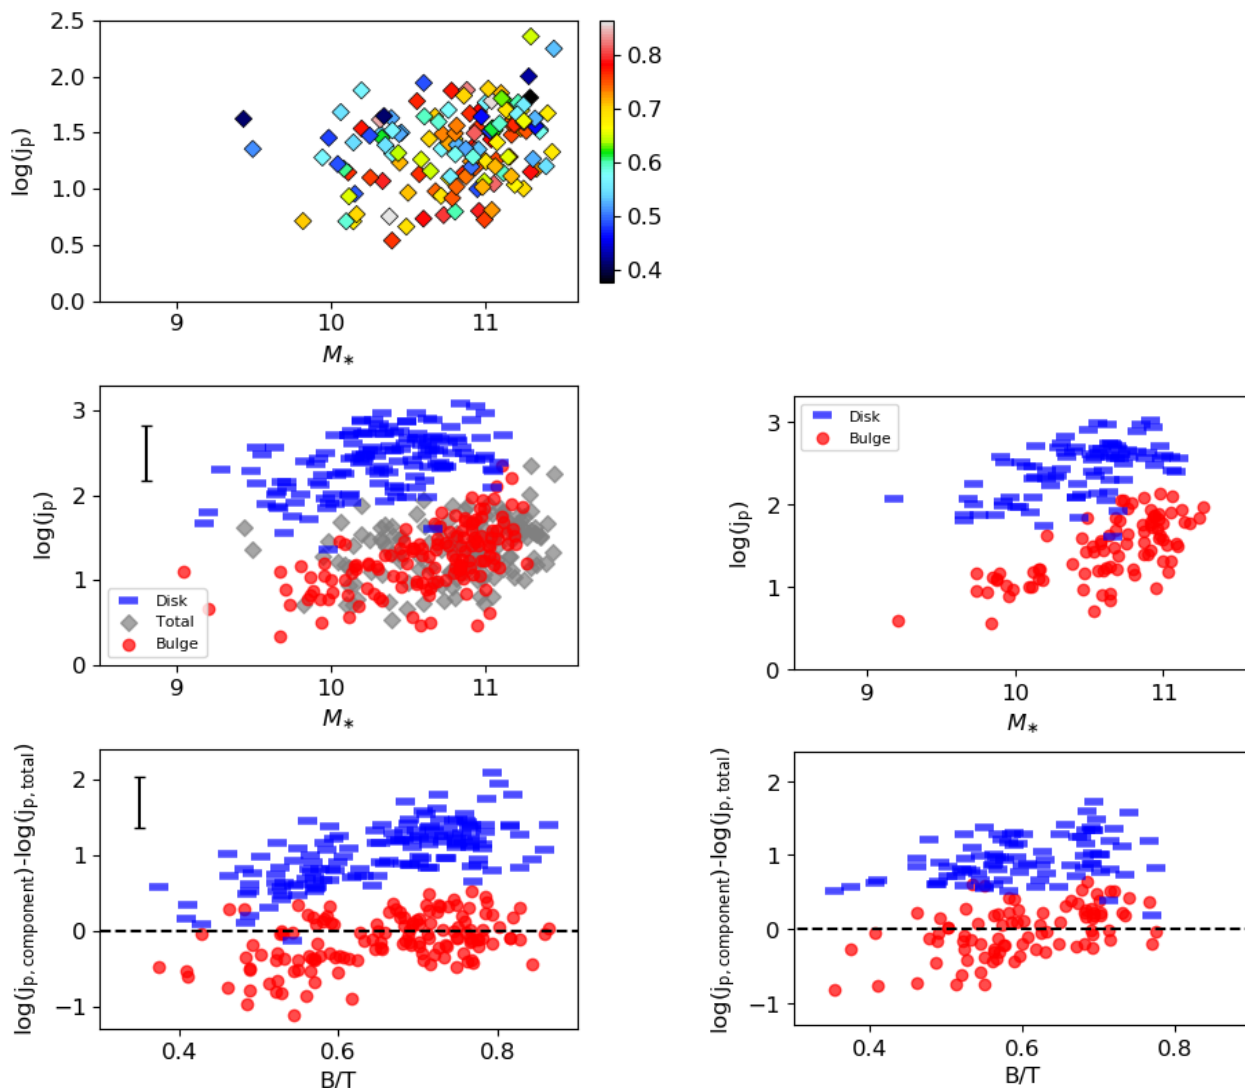 2.5
2.0
1.5
1.0
0.5
0.0
log(jp)
9 10 11
M*
0.8
0.7
0.6
0.5
0.4
3
2
1
0
log(jp)
Disk
Total
Bulge
9 10 11
M*
3
2
1
0
log(jp)
Disk
Bulge
9 10 11
M*
2
1
0
−1
log(jp, component)-log(jp, total)
0.4 0.6 0.8
B/T
2
1
0
−1
log(jp, component)-log(jp, total)
0.4 0.6 0.8
B/T